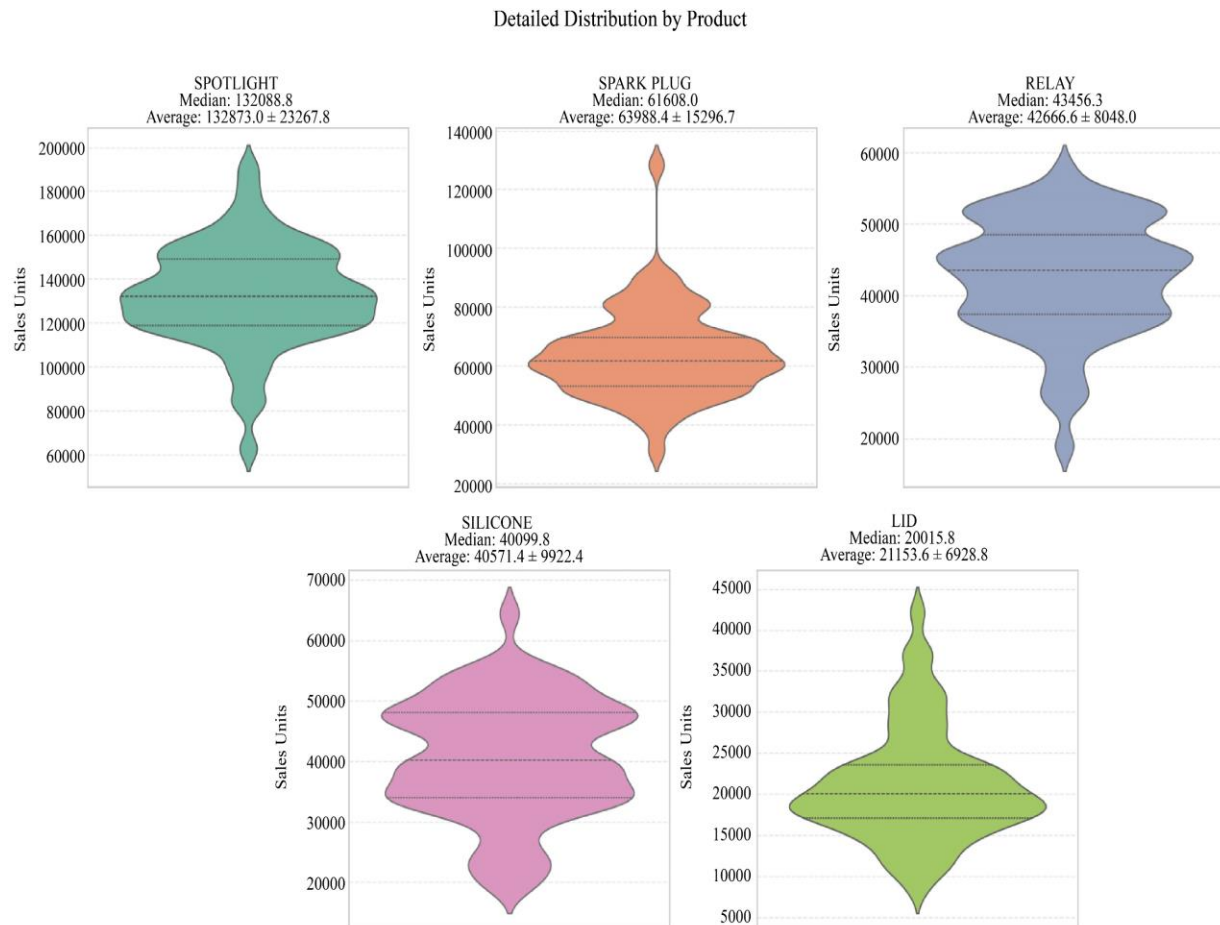 Detailed Distribution by Product
SPOTLIGHT
Median: 132088.8
Average: 132873.0 ± 23267.8
200000
180000
160000
140000
120000
100000
80000
60000
Sales Units
SPARK PLUG
Median: 61608.0
Average: 63988.4 ± 15296.7
140000
120000
100000
80000
60000
40000
20000
Sales Units
RELAY
Median: 43456.3
Average: 42666.6 ± 8048.0
60000
50000
40000
30000
20000
Sales Units
SILICONE
Median: 40099.8
Average: 40571.4 ± 9922.4
70000
60000
50000
40000
30000
20000
Sales Units
LID
Median: 20015.8
Average: 21153.6 ± 6928.8
45000
40000
35000
30000
25000
20000
15000
10000
5000
Sales Units